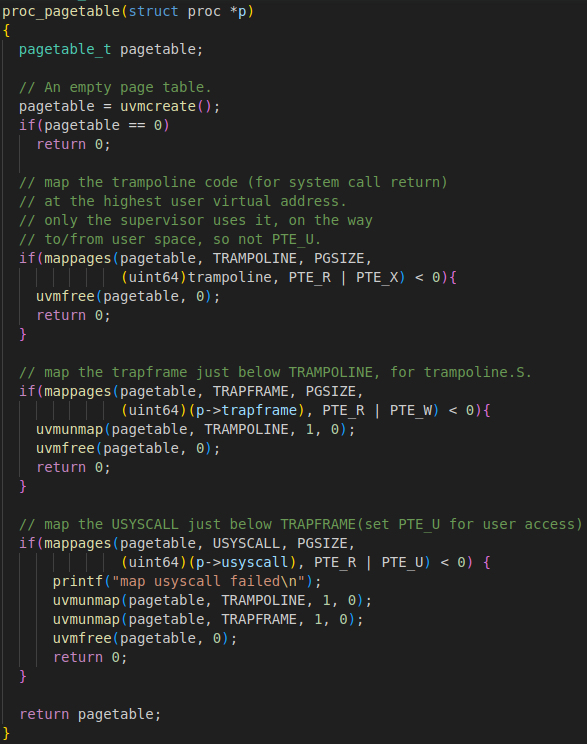 proc_pagetable(struct proc *p)
{
  pagetable_t pagetable;

  // An empty page table.
  pagetable = uvmcreate();
  if(pagetable == 0)
    return 0;

  // map the trampoline code (for system call return)
  // at the highest user virtual address.
  // only the supervisor uses it, on the way
  // to/from user space, so not PTE_U.
  if(mappages(pagetable, TRAMPOLINE, PGSIZE,
              (uint64)trampoline, PTE_R | PTE_X) < 0){
    uvmfree(pagetable, 0);
    return 0;
  }

  // map the trapframe just below TRAMPOLINE, for trampoline.S.
  if(mappages(pagetable, TRAPFRAME, PGSIZE,
              (uint64)(p->trapframe), PTE_R | PTE_W) < 0){
    uvmunmap(pagetable, TRAMPOLINE, 1, 0);
    uvmfree(pagetable, 0);
    return 0;
  }

  // map the USYSCALL just below TRAPFRAME(set PTE_U for user access)
  if(mappages(pagetable, USYSCALL, PGSIZE,
              (uint64)(p->usyscall), PTE_R | PTE_U) < 0) {
      printf("map usyscall failed\n");
      uvmunmap(pagetable, TRAMPOLINE, 1, 0);
      uvmunmap(pagetable, TRAPFRAME, 1, 0);
      uvmfree(pagetable, 0);
      return 0;
  }

  return pagetable;
}